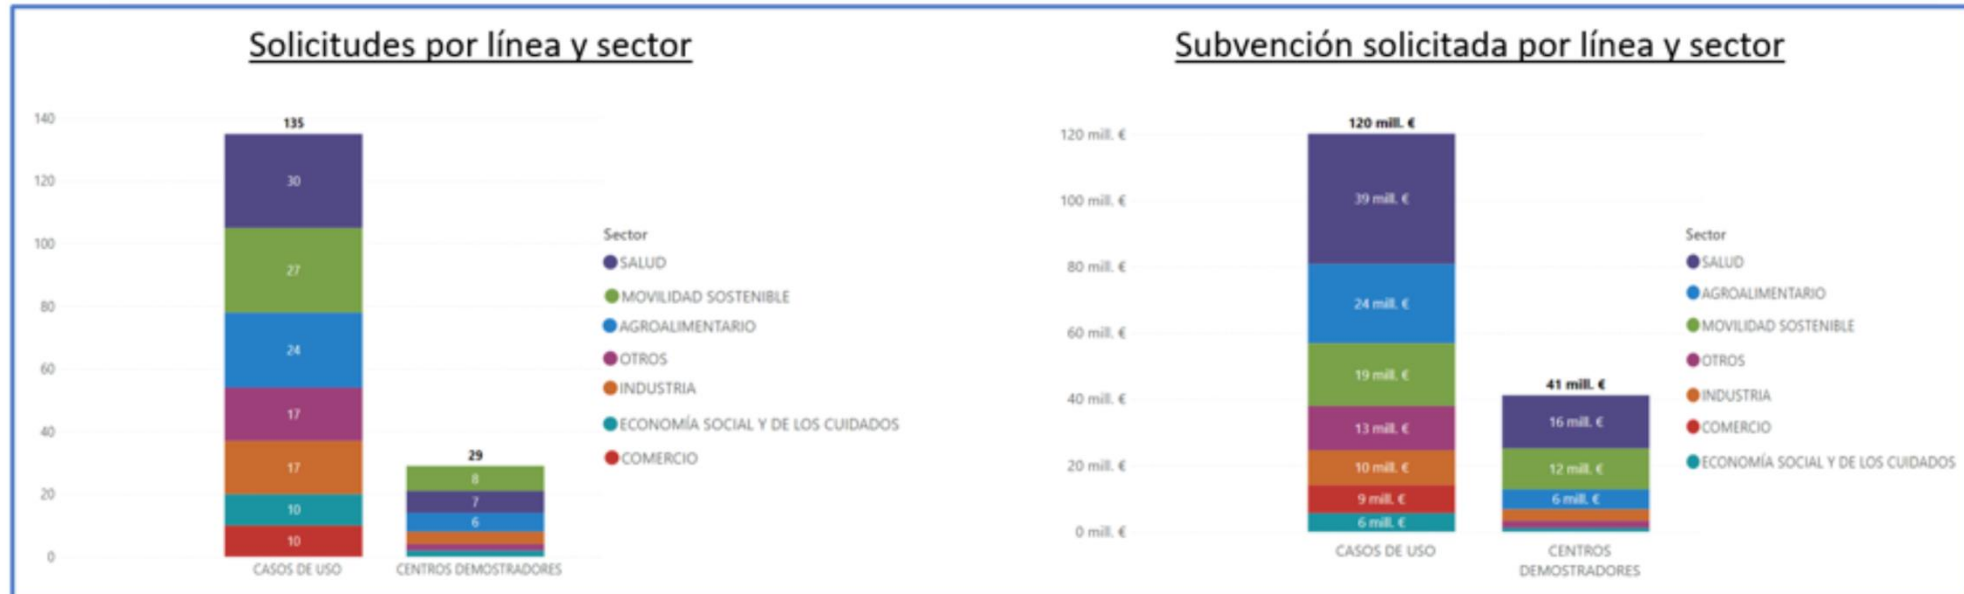 Solicitudes por línea y sector
140
120
100
80
60
40
20
0
135
30
27
24
17
17
10
10
29
8
7
6
CASOS DE USO
CENTROS DEMOSTRADORES
Sector
SALUD
MOVILIDAD SOSTENIBLE
AGROALIMENTARIO
OTROS
INDUSTRIA
ECONOMÍA SOCIAL Y DE LOS CUIDADOS
COMERCIO
Subvención solicitada por línea y sector
120 mill. €
100 mill. €
80 mill. €
60 mill. €
40 mill. €
20 mill. €
0 mill. €
120 mill. €
39 mill. €
24 mill. €
19 mill. €
13 mill. €
10 mill. €
9 mill. €
6 mill. €
41 mill. €
16 mill. €
12 mill. €
6 mill. €
CASOS DE USO
CENTROS
DEMOSTRADORES
Sector
SALUD
AGROALIMENTARIO
MOVILIDAD SOSTENIBLE
OTROS
INDUSTRIA
COMERCIO
ECONOMÍA SOCIAL Y DE LOS CUIDADOS